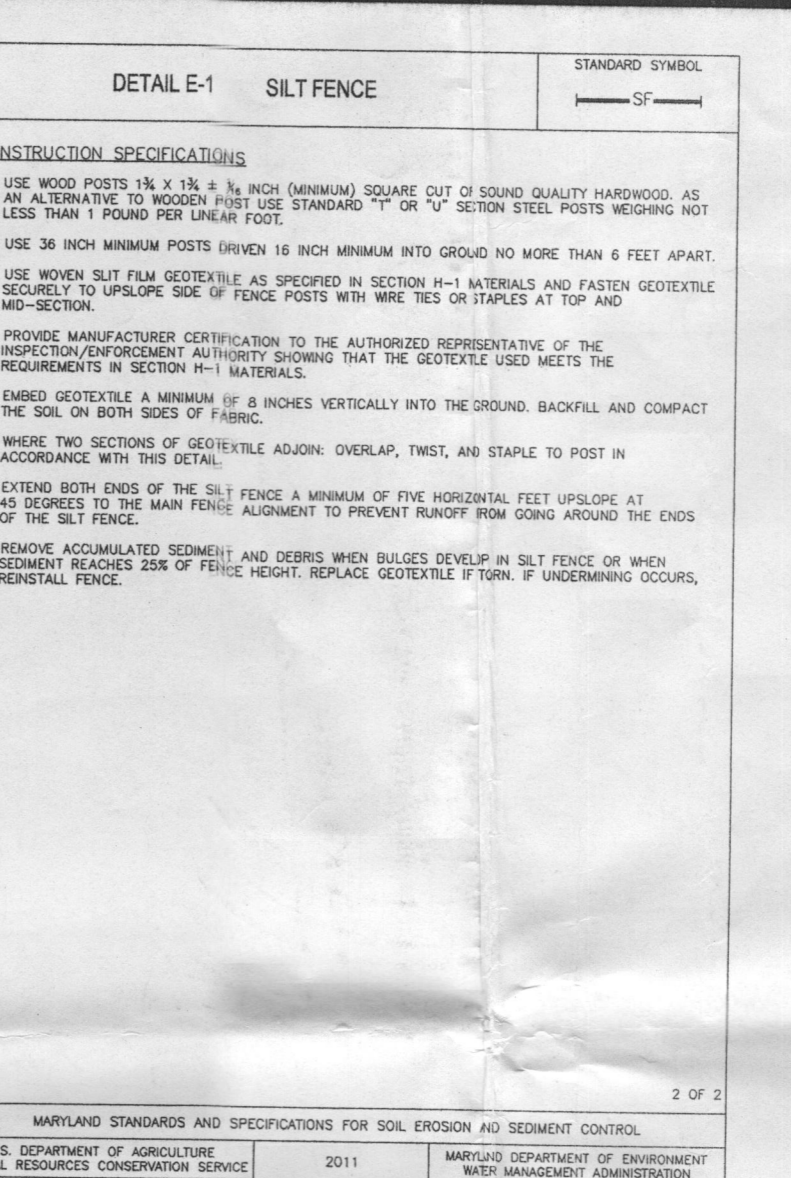 DETAIL E-1 SILT FENCE
STANDARD SYMBOL
SF
NSTRUCTION SPECIFICATIONS
USE WOOD POSTS 1¾ X 1¾ ± 1/16 INCH (MINIMUM) SQUARE CUT OF SOUND QUALITY HARDWOOD. AS
AN ALTERNATIVE TO WOODEN POST USE STANDARD "T" OR "U" SECTION STEEL POSTS WEIGHING NOT
LESS THAN 1 POUND PER LINEAR FOOT.
USE 36 INCH MINIMUM POSTS DRIVEN 16 INCH MINIMUM INTO GROUND NO MORE THAN 6 FEET APART.
USE WOVEN SLIT FILM GEOTEXTILE AS SPECIFIED IN SECTION H-1 MATERIALS AND FASTEN GEOTEXTILE
SECURELY TO UPSLOPE SIDE OF FENCE POSTS WITH WIRE TIES OR STAPLES AT TOP AND
MID-SECTION.
PROVIDE MANUFACTURER CERTIFICATION TO THE AUTHORIZED REPRISENTATIVE OF THE
INSPECTION/ENFORCEMENT AUTHORITY SHOWING THAT THE GEOTEXTLE USED MEETS THE
REQUIREMENTS IN SECTION H-1 MATERIALS.
EMBED GEOTEXTILE A MINIMUM OF 8 INCHES VERTICALLY INTO THE GROUND. BACKFILL AND COMPACT
THE SOIL ON BOTH SIDES OF FABRIC.
WHERE TWO SECTIONS OF GEOTEXTILE ADJOIN: OVERLAP, TWIST, AND STAPLE TO POST IN
ACCORDANCE WITH THIS DETAIL.
EXTEND BOTH ENDS OF THE SILT FENCE A MINIMUM OF FIVE HORIZONTAL FEET UPSLOPE AT
45 DEGREES TO THE MAIN FENCE ALIGNMENT TO PREVENT RUNOFF FROM GOING AROUND THE ENDS
OF THE SILT FENCE.
REMOVE ACCUMULATED SEDIMENT AND DEBRIS WHEN BULGES DEVELOP IN SILT FENCE OR WHEN
SEDIMENT REACHES 25% OF FENCE HEIGHT. REPLACE GEOTEXTILE IF TORN. IF UNDERMINING OCCURS,
REINSTALL FENCE.
2 OF 2
MARYLAND STANDARDS AND SPECIFICATIONS FOR SOIL EROSION AND SEDIMENT CONTROL
S. DEPARTMENT OF AGRICULTURE
L RESOURCES CONSERVATION SERVICE
2011
MARYLAND DEPARTMENT OF ENVIRONMENT
WATER MANAGEMENT ADMINISTRATION